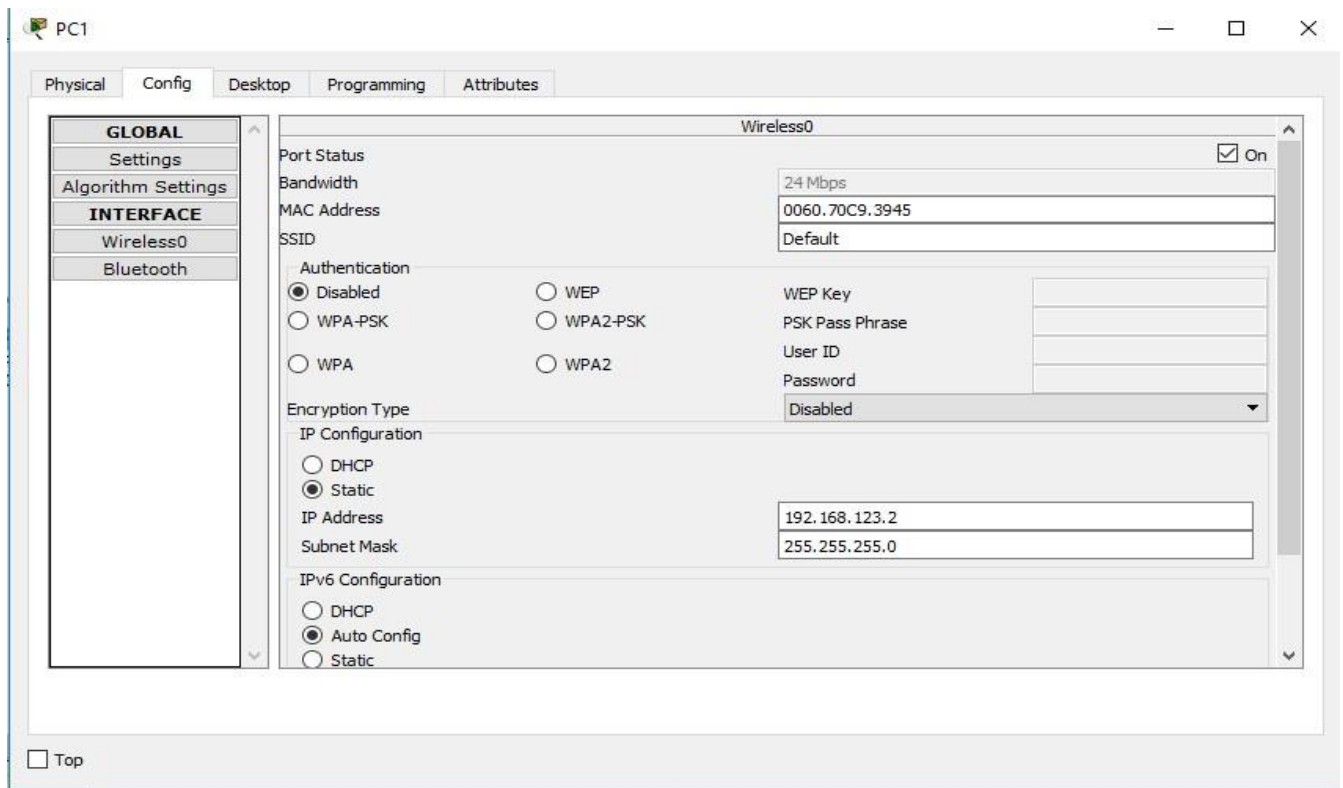 PC1
Physical Config Desktop Programming Attributes
GLOBAL
Settings
Algorithm Settings
INTERFACE
Wireless0
Bluetooth
Wireless0
Port Status On
Bandwidth 24 Mbps
MAC Address 0060.70C9.3945
SSID Default
Authentication
Disabled WEP WEP Key
WPA-PSK WPA2-PSK PSK Pass Phrase
User ID
WPA WPA2
Password
Encryption Type Disabled
IP Configuration
DHCP
Static
IP Address 192.168.123.2
Subnet Mask 255.255.255.0
IPv6 Configuration
DHCP
Auto Config
Static
Top